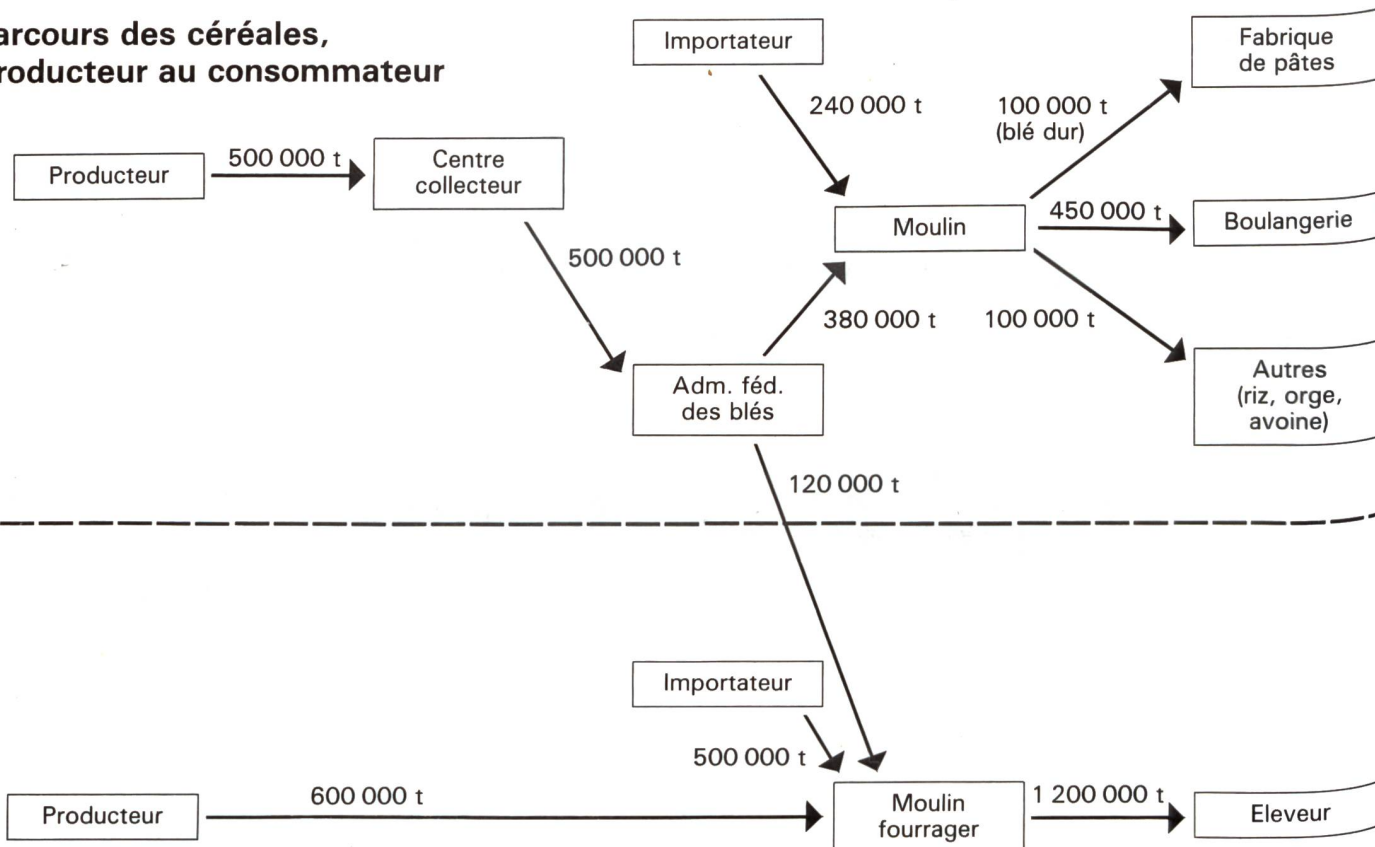 arcours des céréales,
roducteur au consommateur
Importateur
240 000 t
100 000 t
(blé dur)
Fabrique
de pâtes
Producteur
500 000 t
Centre
collecteur
500 000 t
Moulin
450 000 t
Boulangerie
380 000 t
100 000 t
Adm. féd.
des blés
Autres
(riz, orge,
avoine)
120 000 t
Importateur
500 000 t
Producteur
600 000 t
Moulin
fourrager
1 200 000 t
Eleveur